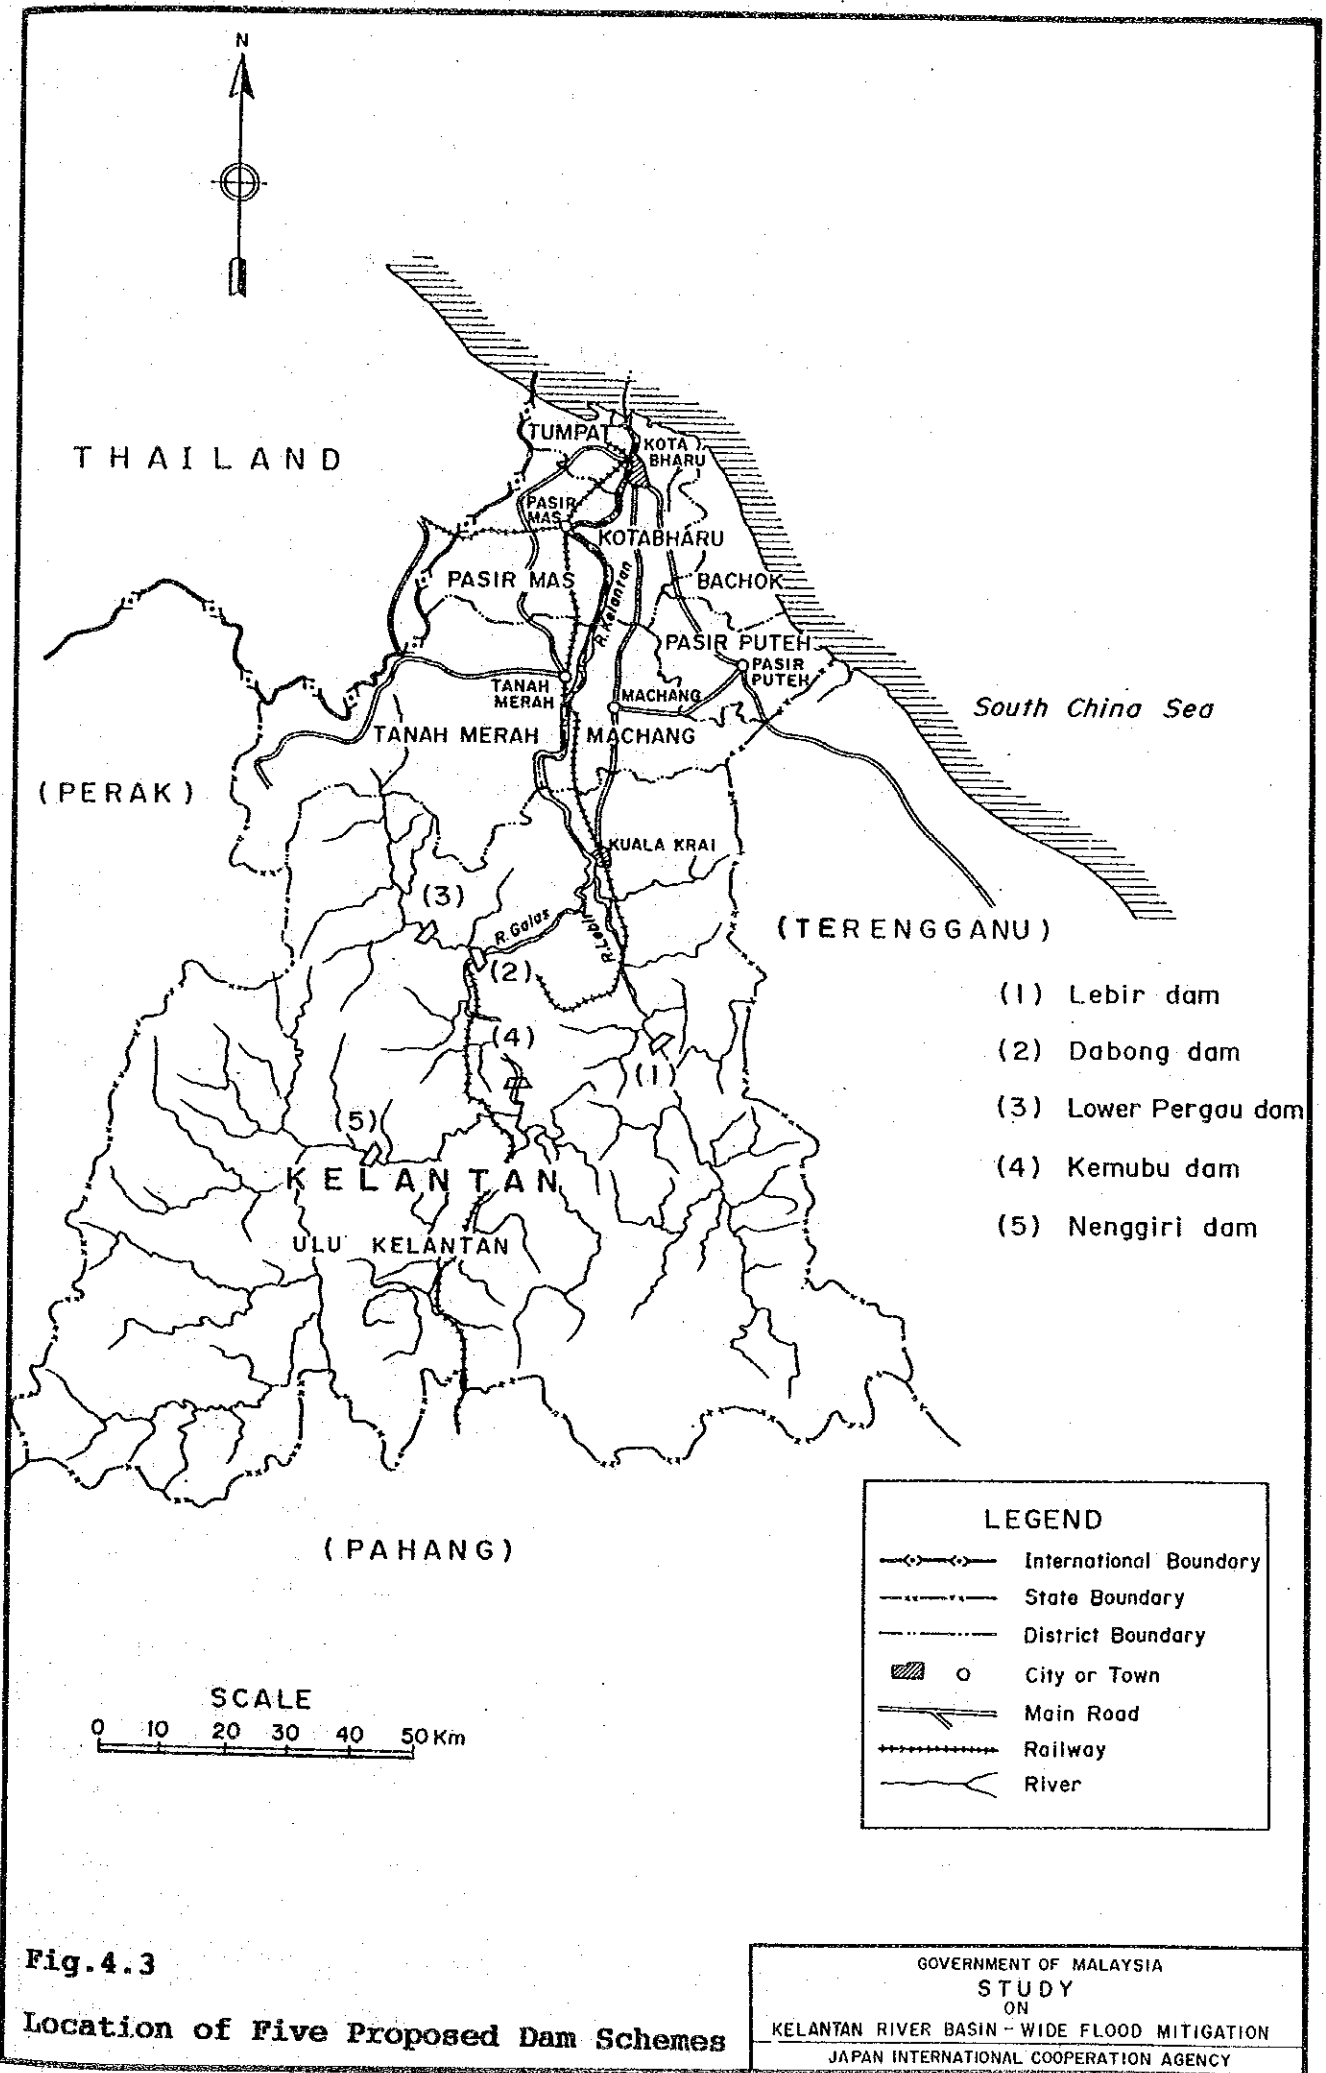 N
THAILAND
TUMPAT
KOTA
BHARU
PASIR
MAS
KOTABHARU
PASIR MAS
BACHOK
R.Kelantan
PASIR PUTEH
PASIR
PUTEH
TANAH
MERAH
MACHANG
South China Sea
TANAH MERAH
MACHANG
(PERAK)
KUALA KRAI
(3)
R.Galas
R.Lebir
(TERENGGANU)
(2)
(4)
(1)
(5)
KELANTAN
ULU KELANTAN
(1) Lebir dam
(2) Dabong dam
(3) Lower Pergau dam
(4) Kemubu dam
(5) Nenggiri dam
(PAHANG)
LEGEND
International Boundary
State Boundary
District Boundary
City or Town
Main Road
Railway
River
SCALE
0 10 20 30 40 50 Km
Fig.4.3
Location of Five Proposed Dam Schemes
GOVERNMENT OF MALAYSIA
STUDY
ON
KELANTAN RIVER BASIN-WIDE FLOOD MITIGATION
JAPAN INTERNATIONAL COOPERATION AGENCY